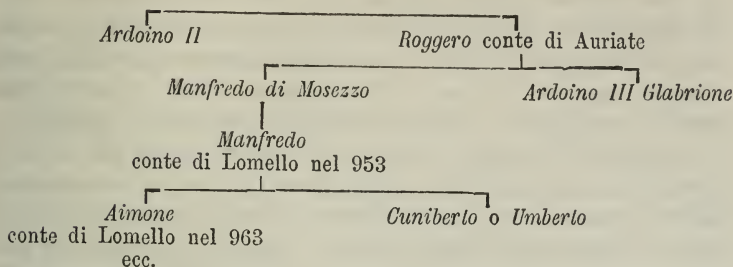 Ardoino II
Roggero conte di Auriate
Manfredo di Mosezzo
Ardoino III Glabrione
Manfredo
conte di Lomello nel 953
Aimone
Cuniberto o Umberto
conte di Lomello nel 963
ecc.